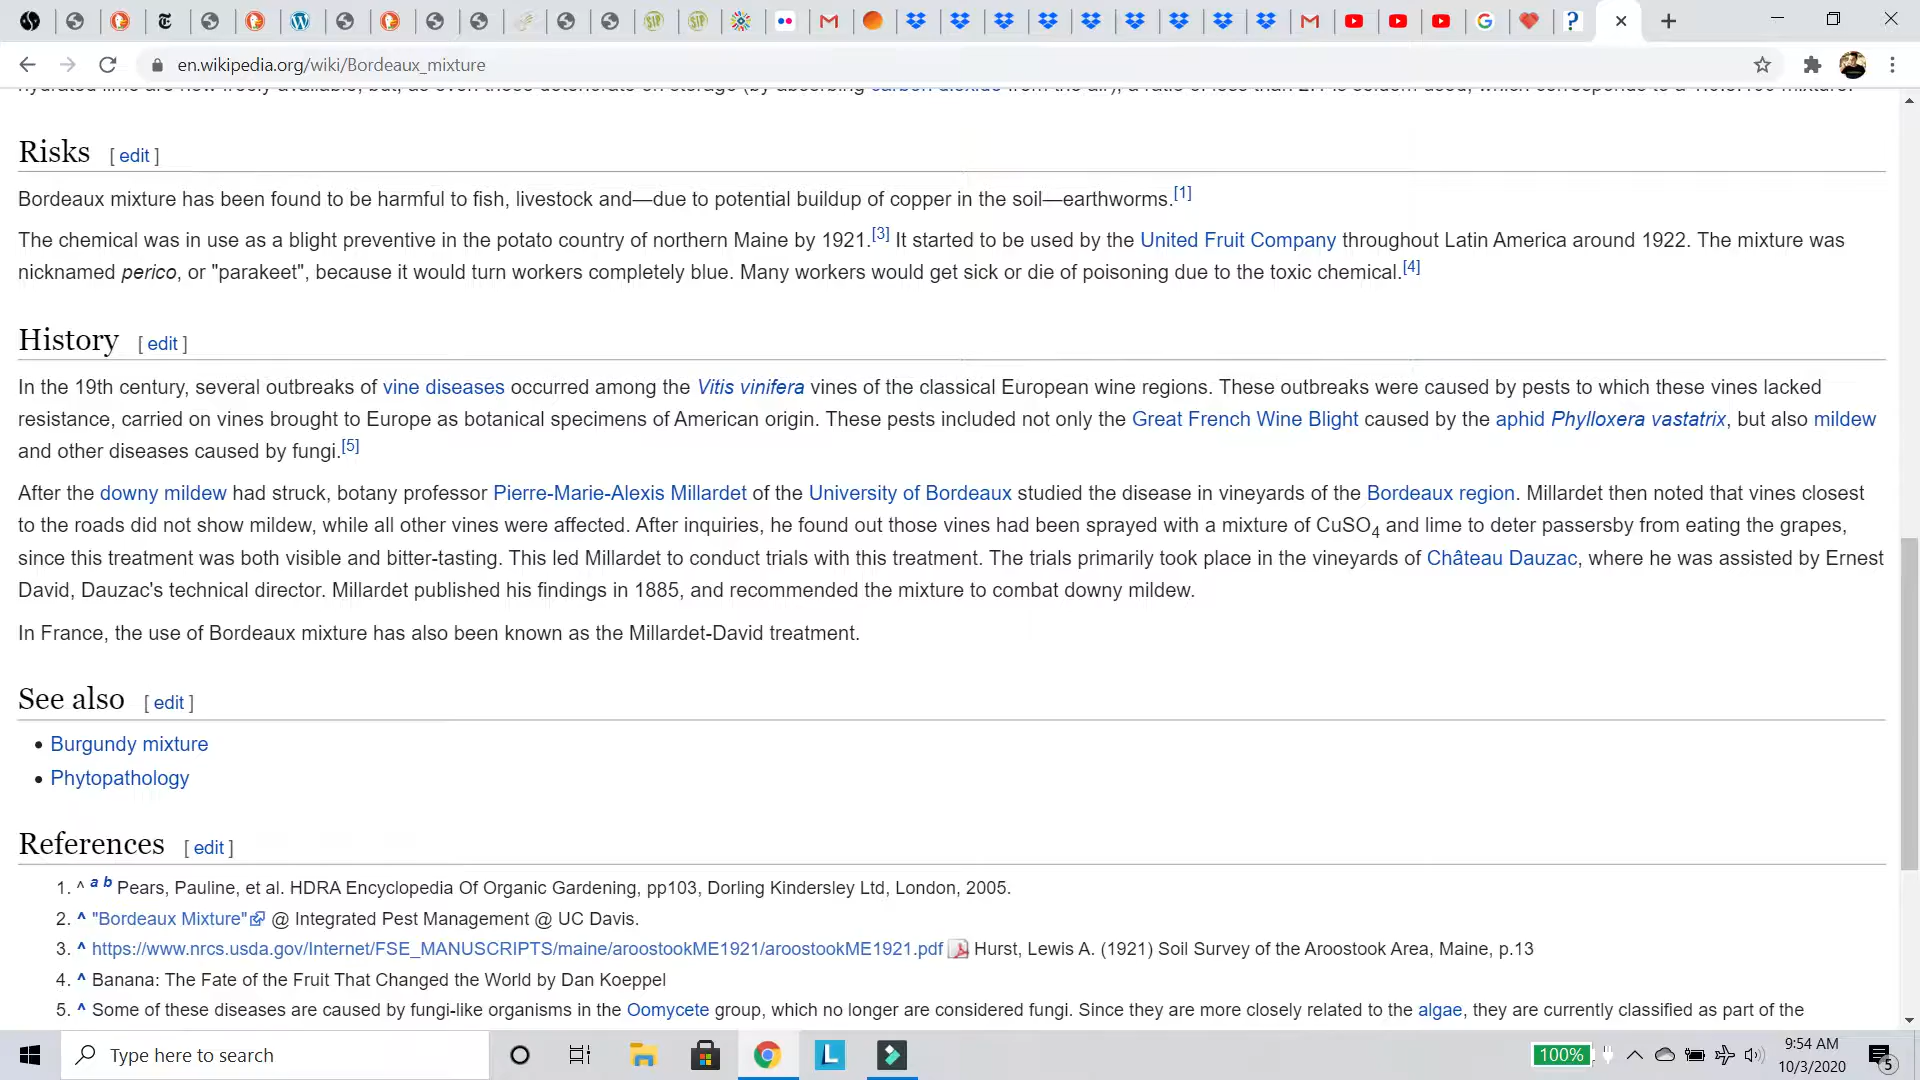 en.wikipedia.org/wiki/Bordeaux_mixture
Risks [ edit ]
Bordeaux mixture has been found to be harmful to fish, livestock and—due to potential buildup of copper in the soil—earthworms.[1]
The chemical was in use as a blight preventive in the potato country of northern Maine by 1921.[3] It started to be used by the United Fruit Company throughout Latin America around 1922. The mixture was
nicknamed perico, or "parakeet", because it would turn workers completely blue. Many workers would get sick or die of poisoning due to the toxic chemical.[4]
History [ edit ]
In the 19th century, several outbreaks of vine diseases occurred among the Vitis vinifera vines of the classical European wine regions. These outbreaks were caused by pests to which these vines lacked
resistance, carried on vines brought to Europe as botanical specimens of American origin. These pests included not only the Great French Wine Blight caused by the aphid Phylloxera vastatrix, but also mildew
and other diseases caused by fungi.[5]
After the downy mildew had struck, botany professor Pierre-Marie-Alexis Millardet of the University of Bordeaux studied the disease in vineyards of the Bordeaux region. Millardet then noted that vines closest
to the roads did not show mildew, while all other vines were affected. After inquiries, he found out those vines had been sprayed with a mixture of CuSO4 and lime to deter passersby from eating the grapes,
since this treatment was both visible and bitter-tasting. This led Millardet to conduct trials with this treatment. The trials primarily took place in the vineyards of Château Dauzac, where he was assisted by Ernest
David, Dauzac's technical director. Millardet published his findings in 1885, and recommended the mixture to combat downy mildew.
In France, the use of Bordeaux mixture has also been known as the Millardet-David treatment.
See also [ edit ]
• Burgundy mixture
• Phytopathology
References [ edit ]
1. ^ a b Pears, Pauline, et al. HDRA Encyclopedia Of Organic Gardening, pp103, Dorling Kindersley Ltd, London, 2005.
2. ^ "Bordeaux Mixture" @ Integrated Pest Management @ UC Davis.
3. ^ https://www.nrcs.usda.gov/Internet/FSE_MANUSCRIPTS/maine/aroostookME1921/aroostookME1921.pdf Hurst, Lewis A. (1921) Soil Survey of the Aroostook Area, Maine, p.13
4. ^ Banana: The Fate of the Fruit That Changed the World by Dan Koeppel
5. ^ Some of these diseases are caused by fungi-like organisms in the Oomycete group, which no longer are considered fungi. Since they are more closely related to the algae, they are currently classified as part of the
Type here to search
100%
9:54 AM
10/3/2020
5